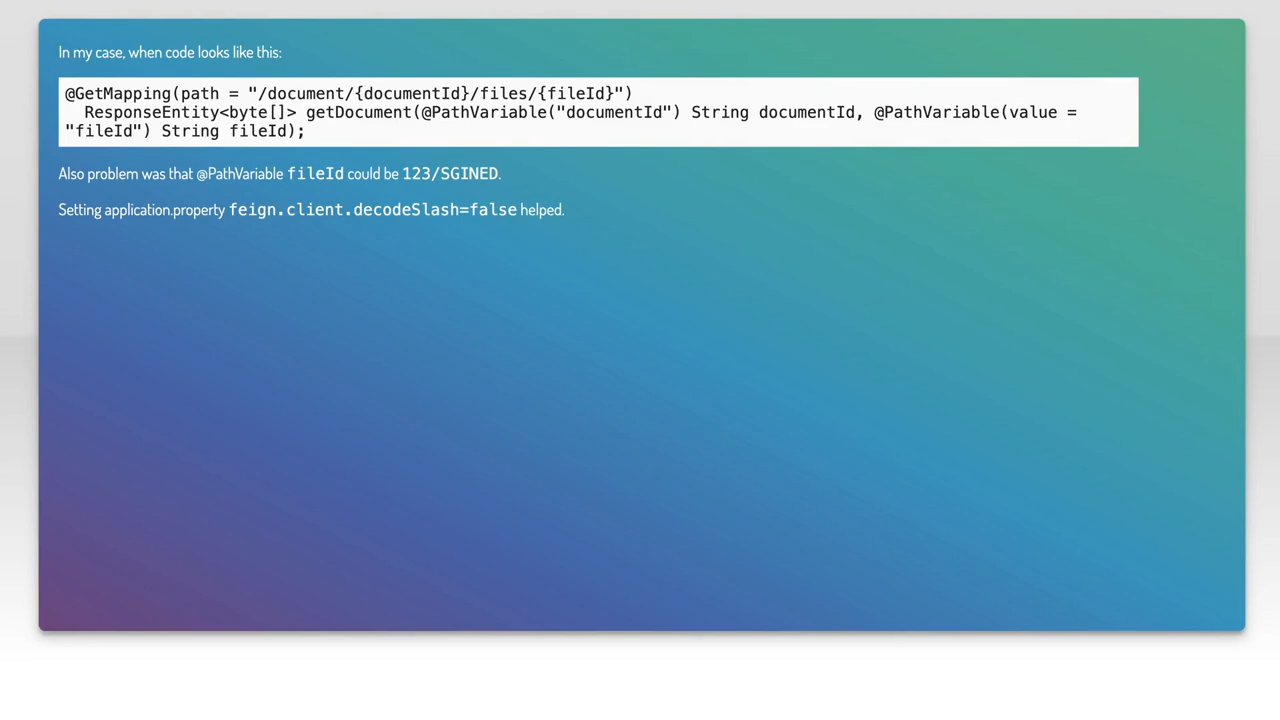 In my case, when code looks like this:
@GetMapping(path = "/document/{documentId}/files/{fileId}")
  ResponseEntity<byte[]> getDocument(@PathVariable("documentId") String documentId, @PathVariable(value =
"fileId") String fileId);
Also problem was that @PathVariable fileId could be 123/SGINED.
Setting application.property feign.client.decodeSlash=false helped.